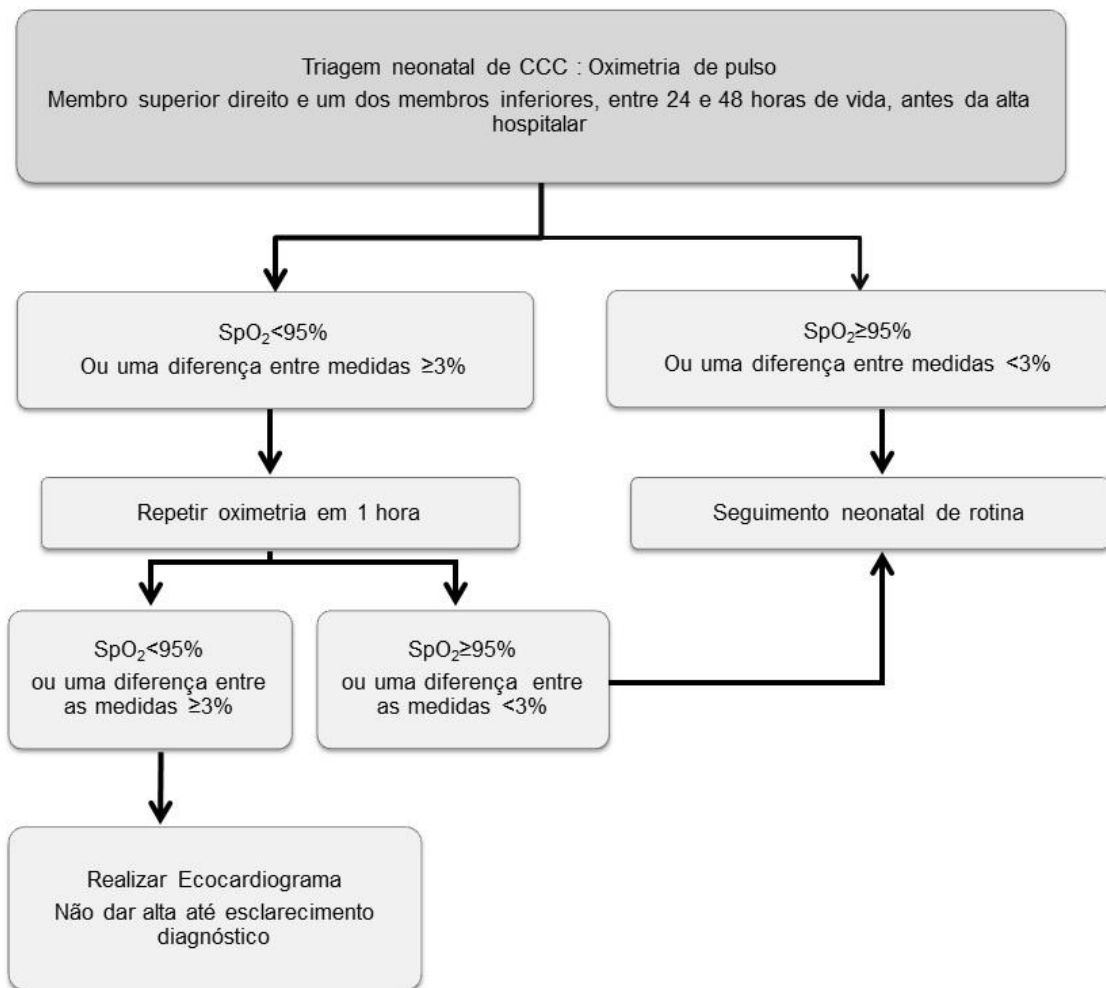 Triagem neonatal de CCC : Oximetria de pulso
Membro superior direito e um dos membros inferiores, entre 24 e 48 horas de vida, antes da alta
hospitalar
SpO₂<95%
Ou uma diferença entre medidas ≥3%
SpO₂≥95%
Ou uma diferença entre medidas <3%
Repetir oximetria em 1 hora
Seguimento neonatal de rotina
SpO₂<95%
ou uma diferença entre
as medidas ≥3%
SpO₂≥95%
ou uma diferença entre
as medidas <3%
Realizar Ecocardiograma
Não dar alta até esclarecimento
diagnóstico